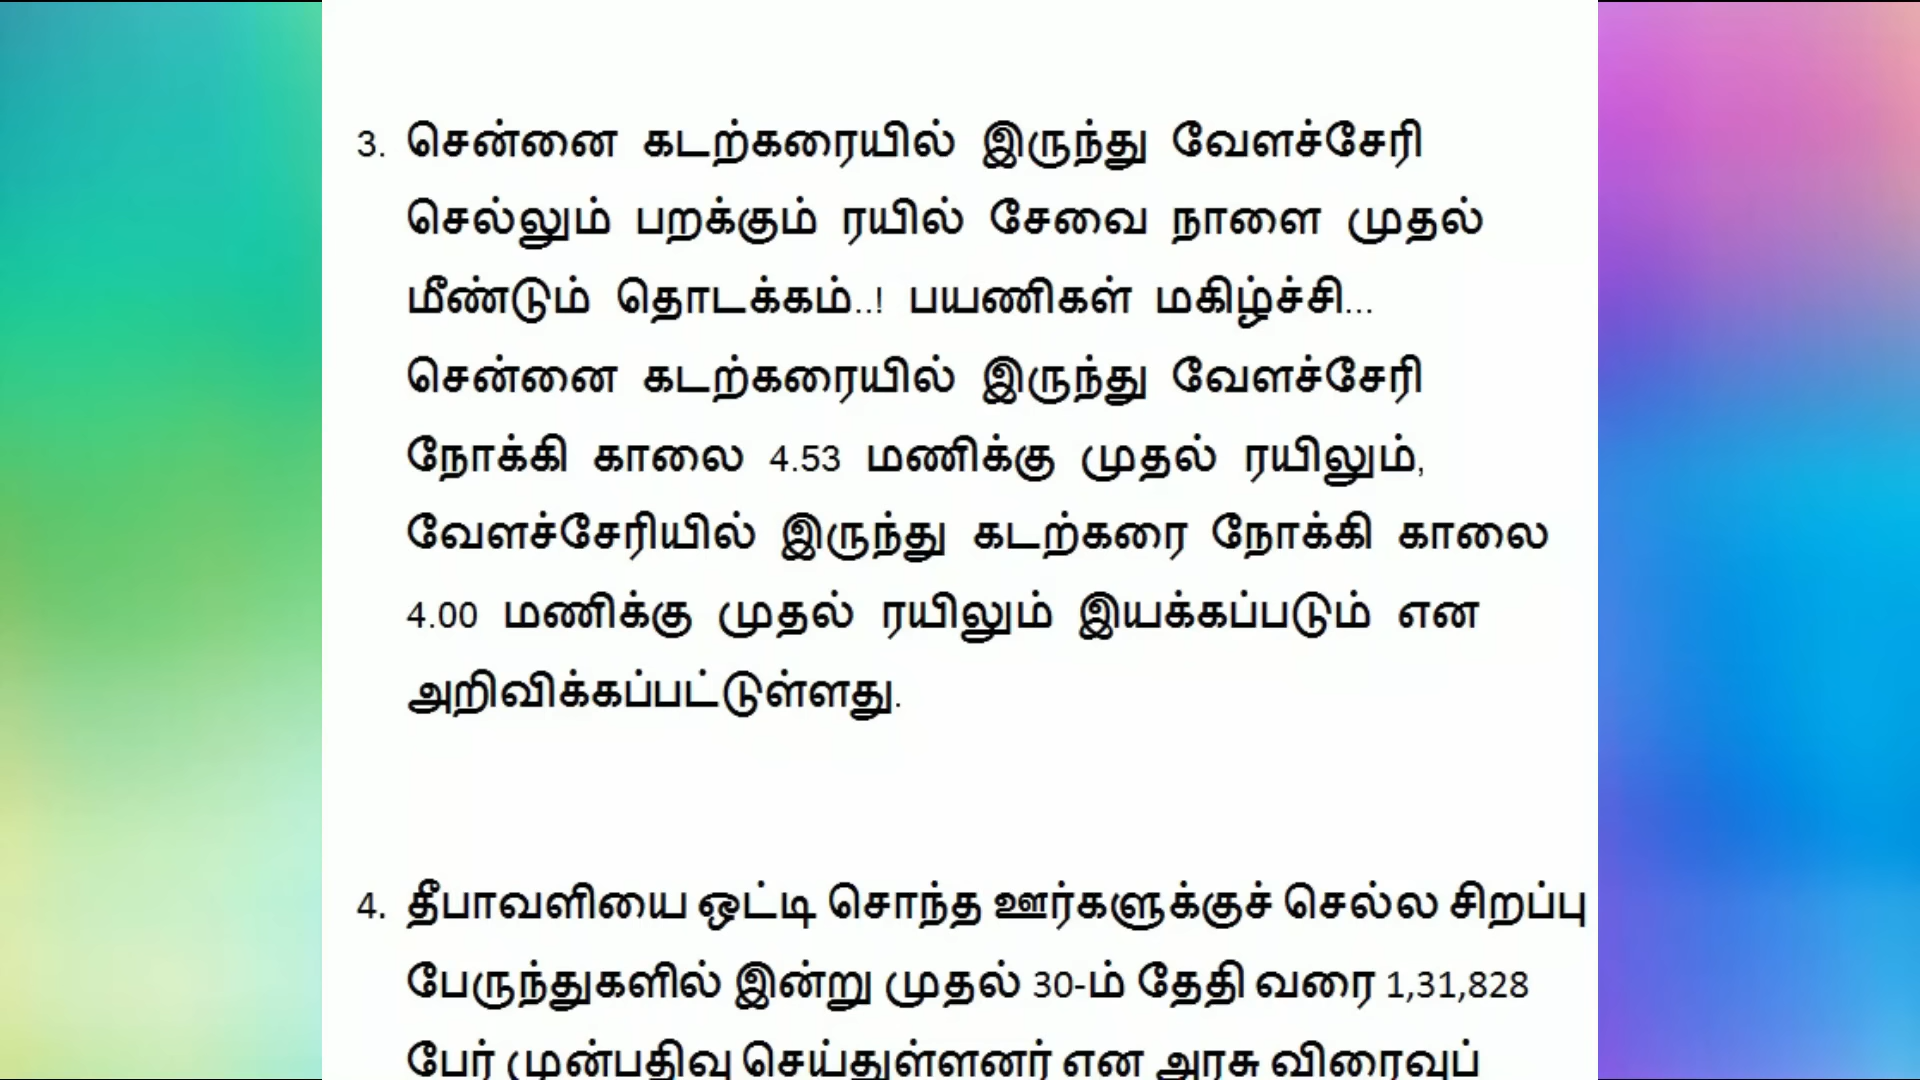 3. சென்னை கடற்கரையில் இருந்து வேளச்சேரி
செல்லும் பறக்கும் ரயில் சேவை நாளை முதல்
மீண்டும் தொடக்கம்..! பயணிகள் மகிழ்ச்சி...
சென்னை கடற்கரையில் இருந்து வேளச்சேரி
நோக்கி காலை 4.53 மணிக்கு முதல் ரயிலும்,
வேளச்சேரியில் இருந்து கடற்கரை நோக்கி காலை
4.00 மணிக்கு முதல் ரயிலும் இயக்கப்படும் என
அறிவிக்கப்பட்டுள்ளது.
4. தீபாவளியை ஒட்டி சொந்த ஊர்களுக்குச் செல்ல சிறப்பு
பேருந்துகளில் இன்று முதல் 30-ம் தேதி வரை 1,31,828
பேர் முன்பதிவு செய்துள்ளனர் என அரசு விரைவுப்